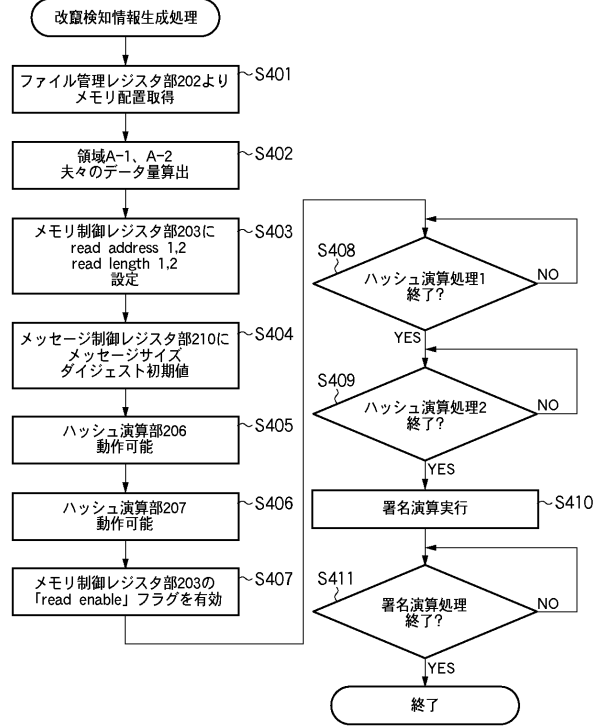 改竄検知情報生成処理
ファイル管理レジスタ部202より
メモリ配置取得
S401
領域A-1、A-2
夫々のデータ量算出
S402
メモリ制御レジスタ部203に
read address 1,2
read length 1,2
設定
S403
メッセージ制御レジスタ部210に
メッセージサイズ
ダイジェスト初期値
S404
ハッシュ演算部206
動作可能
S405
ハッシュ演算部207
動作可能
S406
メモリ制御レジスタ部203の
「read enable」フラグを有効
S407
S408
ハッシュ演算処理1
終了?
NO
YES
S409
ハッシュ演算処理2
終了?
NO
YES
署名演算実行
S410
S411
署名演算処理
終了?
NO
YES
終了